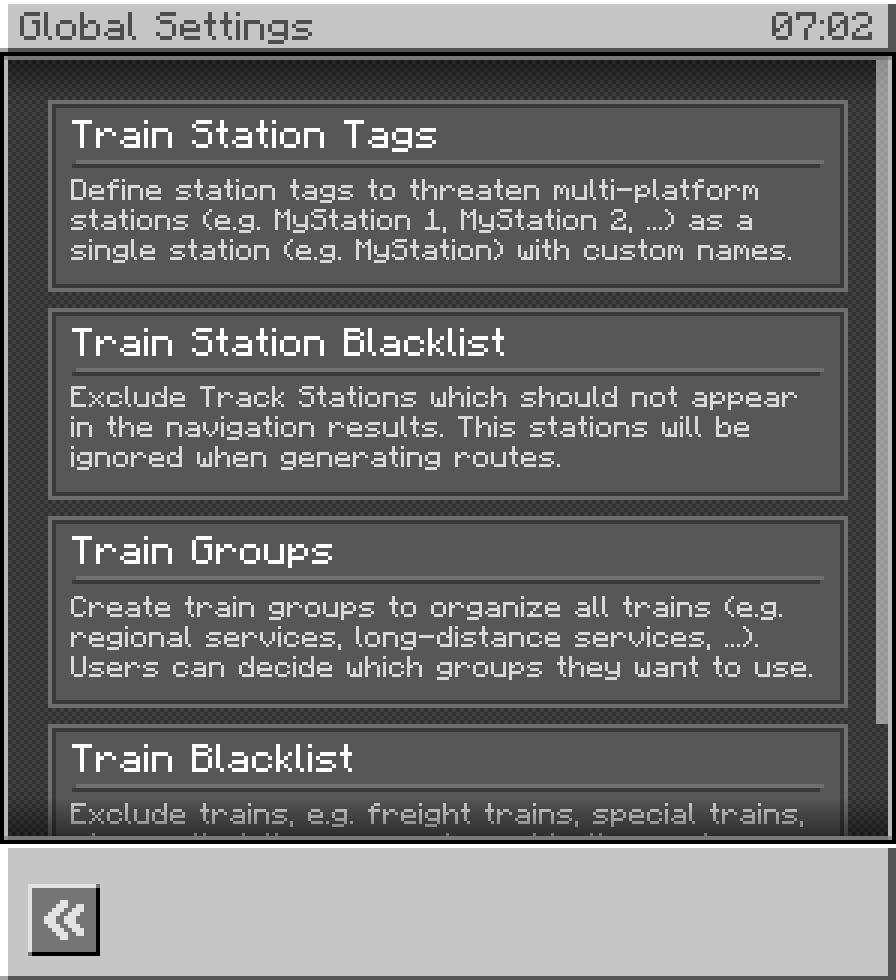 Global Settings 07:02
Train Station Tags
Define station tags to threaten multi-platform
stations (e.g. MyStation 1, MyStation 2, ...) as a
single station (e.g. MyStation) with custom names.
Train Station Blacklist
Exclude Track Stations which should not appear
in the navigation results. This stations will be
ignored when generating routes.
Train Groups
Create train groups to organize all trains (e.g.
regional services, long-distance services, ...).
Users can decide which groups they want to use.
Train Blacklist
Exclude trains, e.g. freight trains, special trains,